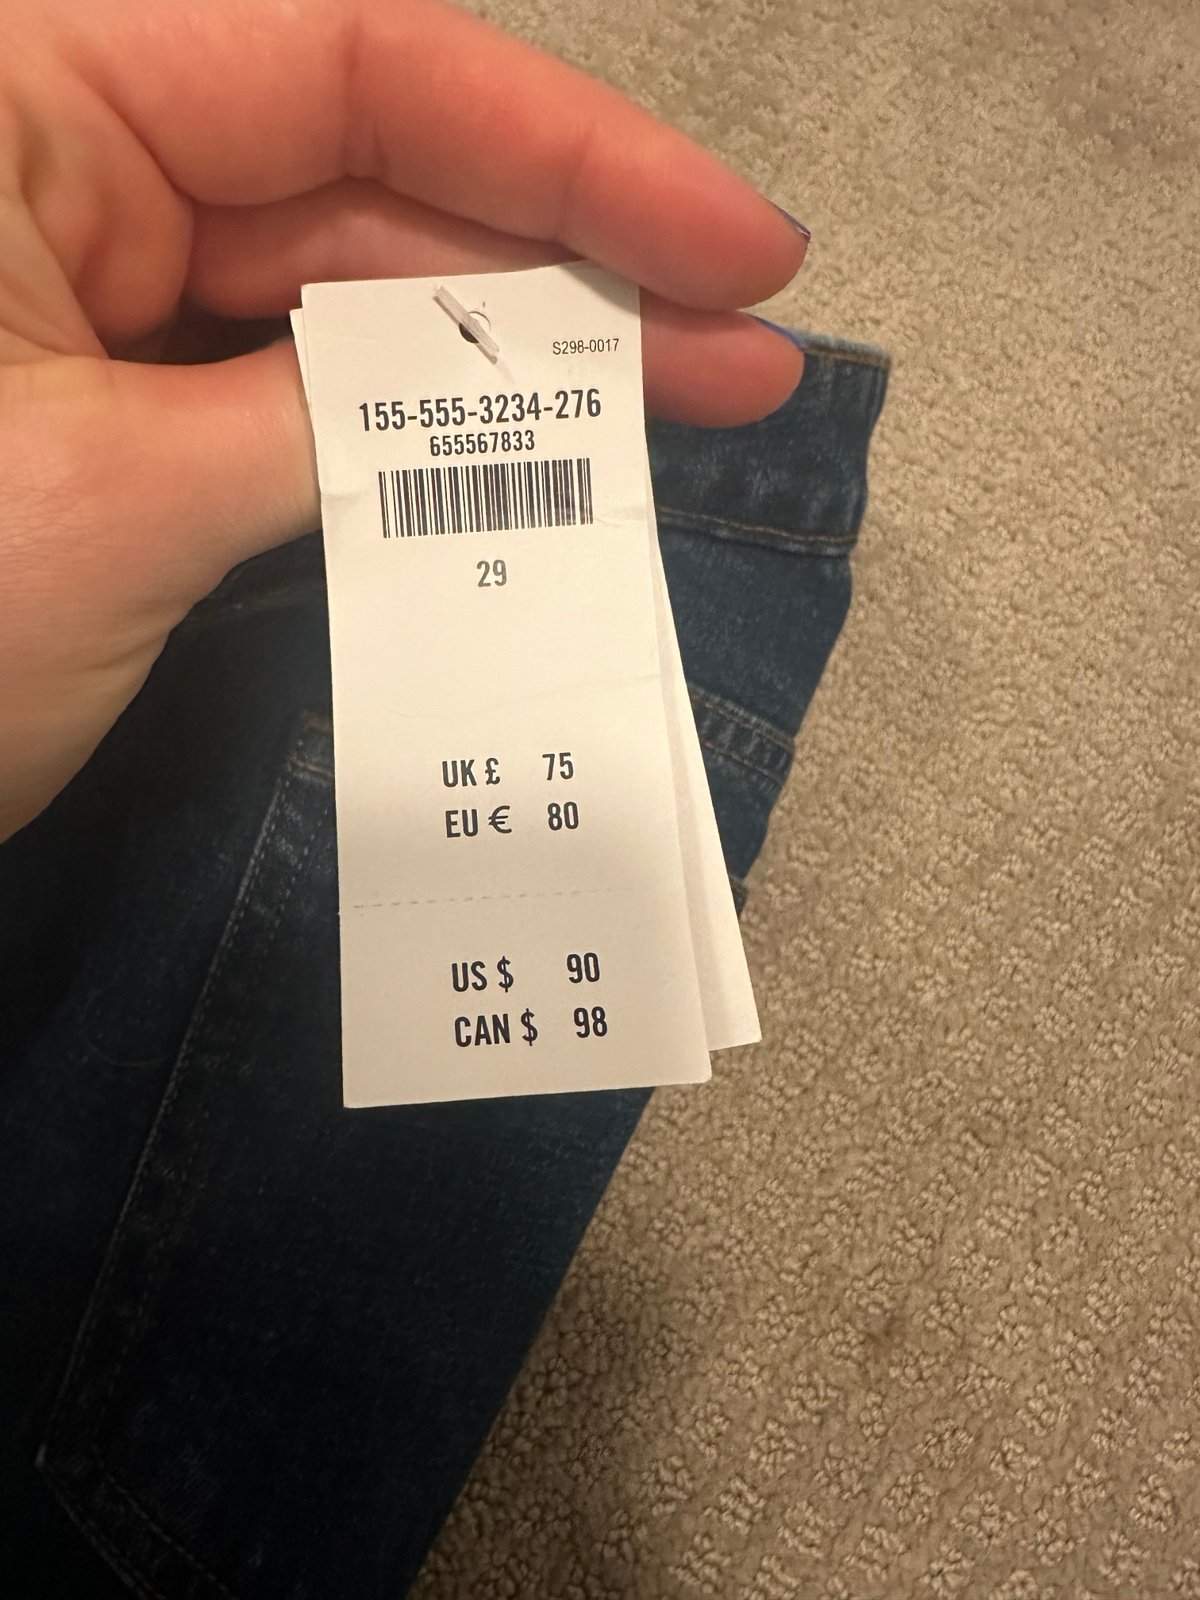 S298-0017
155-555-3234-276
655567833
29
UK £ 75
EU € 80
US $ 90
CAN $ 98